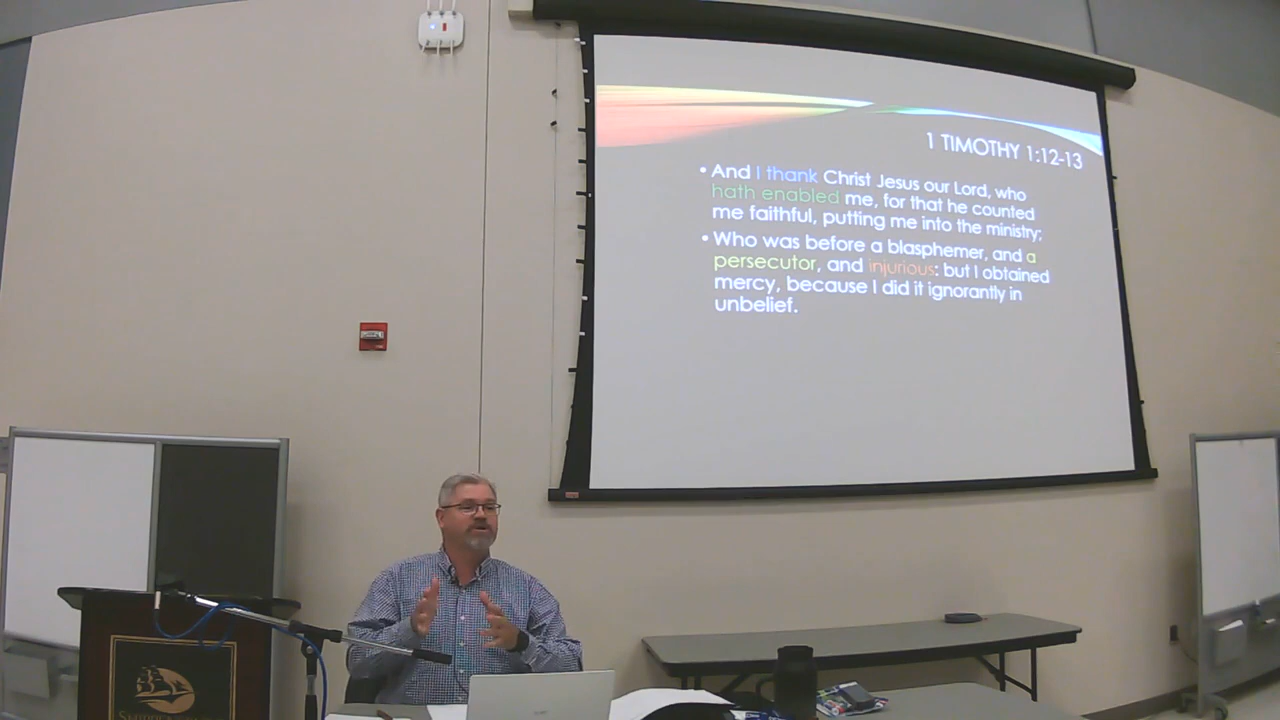 1 TIMOTHY 1:12-13
• And I thank Christ Jesus our Lord, who
hath enabled me, for that he counted
me faithful, putting me into the ministry;
• Who was before a blasphemer, and a
persecutor, and injurious: but I obtained
mercy, because I did it ignorantly in
unbelief.